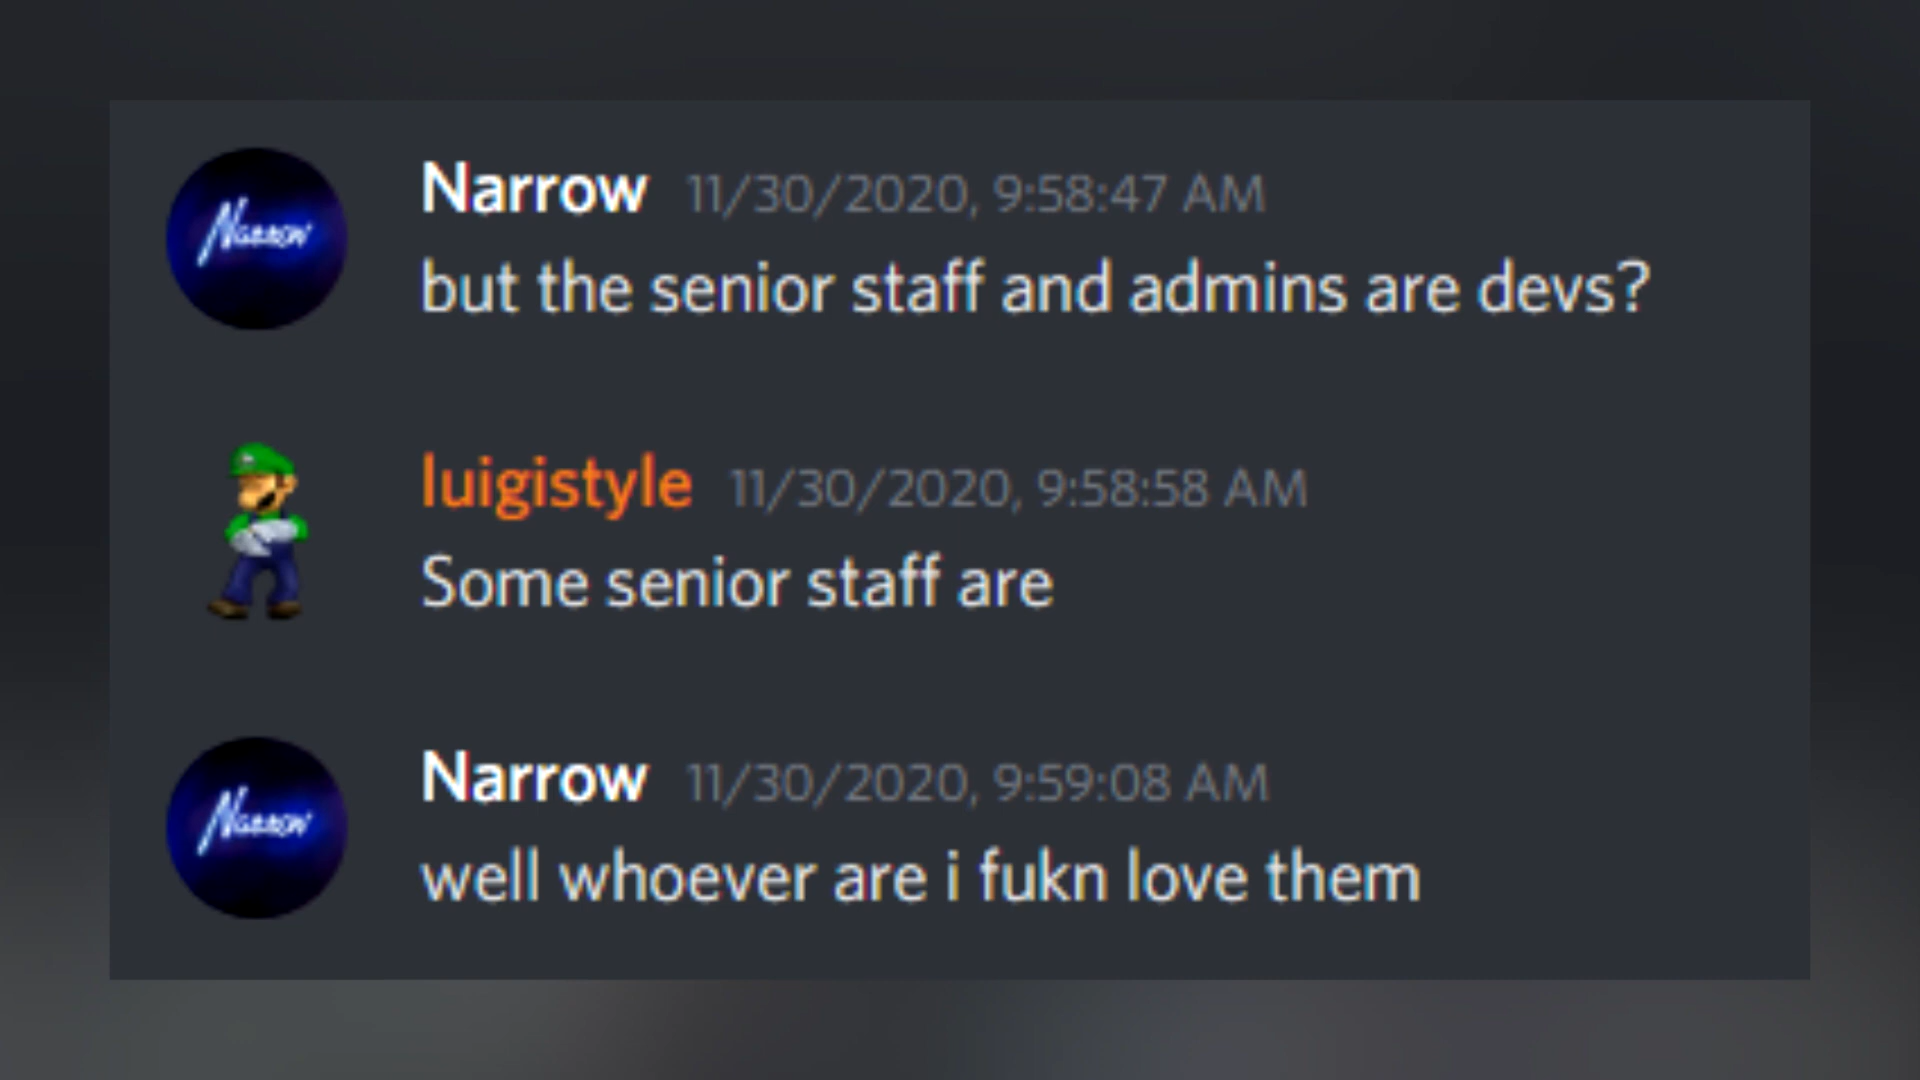 Narrow
Narrow 11/30/2020, 9:58:47 AM
but the senior staff and admins are devs?
luigistyle 11/30/2020, 9:58:58 AM
Some senior staff are
Narrow
Narrow 11/30/2020, 9:59:08 AM
well whoever are i fukn love them